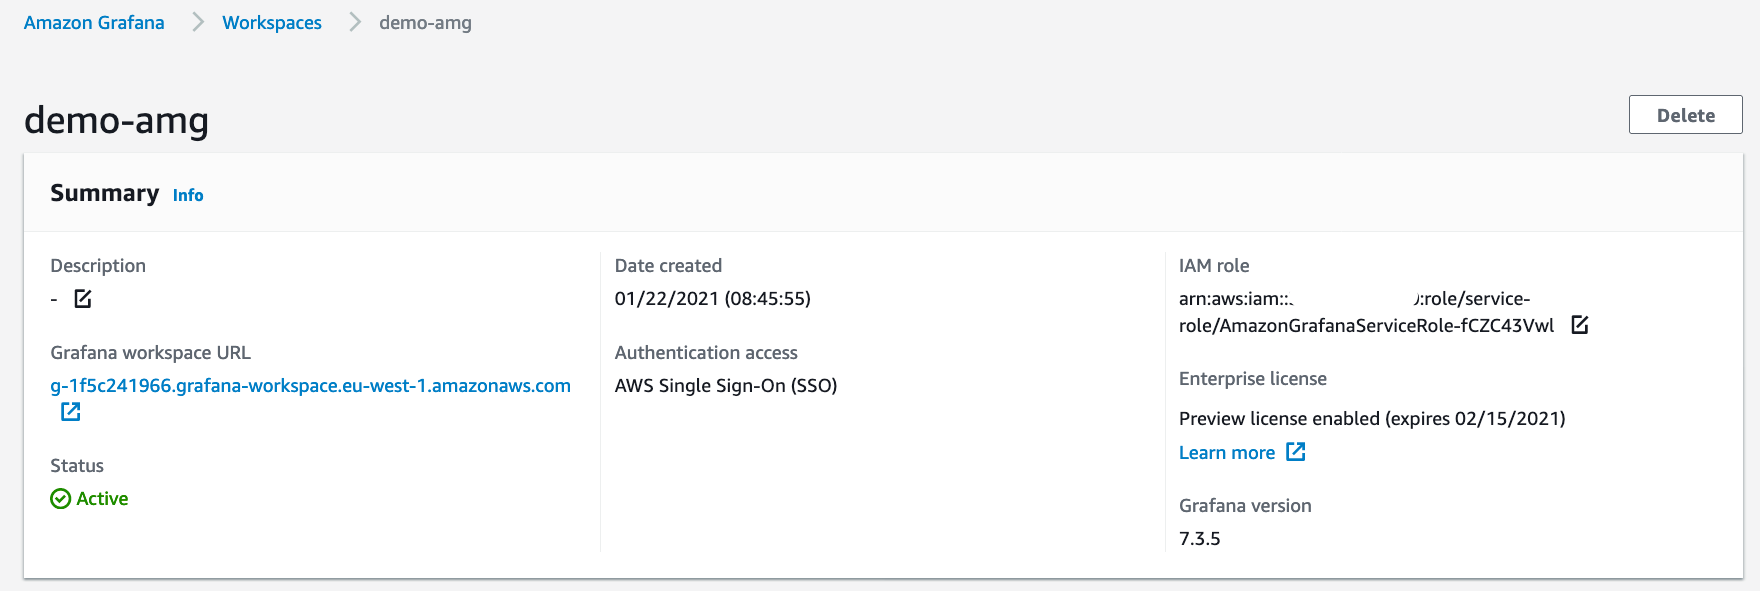 Amazon Grafana > Workspaces > demo-amg
demo-amg
Delete
Summary Info
Description
-
Grafana workspace URL
g-1f5c241966.grafana-workspace.eu-west-1.amazonaws.com
Status
Active
Date created
01/22/2021 (08:45:55)
Authentication access
AWS Single Sign-On (SSO)
IAM role
arn:aws:iam:: :role/service-
role/AmazonGrafanaServiceRole-fCZC43Vwl
Enterprise license
Preview license enabled (expires 02/15/2021)
Learn more
Grafana version
7.3.5